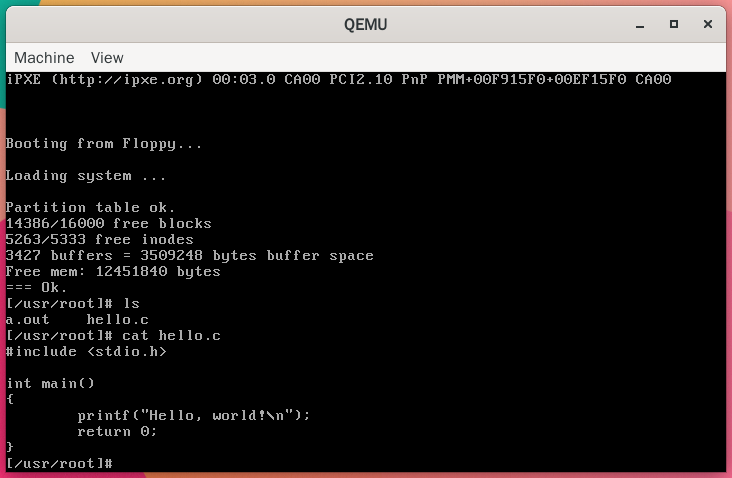 QEMU
Machine View
iPXE (http://ipxe.org) 00:03.0 CA00 PCI2.10 PnP PMM+00F915F0+00EF15F0 CA00
Booting from Floppy...
Loading system ...
Partition table ok.
14386/16000 free blocks
5263/5333 free inodes
3427 buffers = 3509248 bytes buffer space
Free mem: 12451840 bytes
=== Ok.
[/usr/root]# ls
a.out    hello.c
[/usr/root]# cat hello.c
#include <stdio.h>
int main()
{
        printf("Hello, world!\n");
        return 0;
}
[/usr/root]#